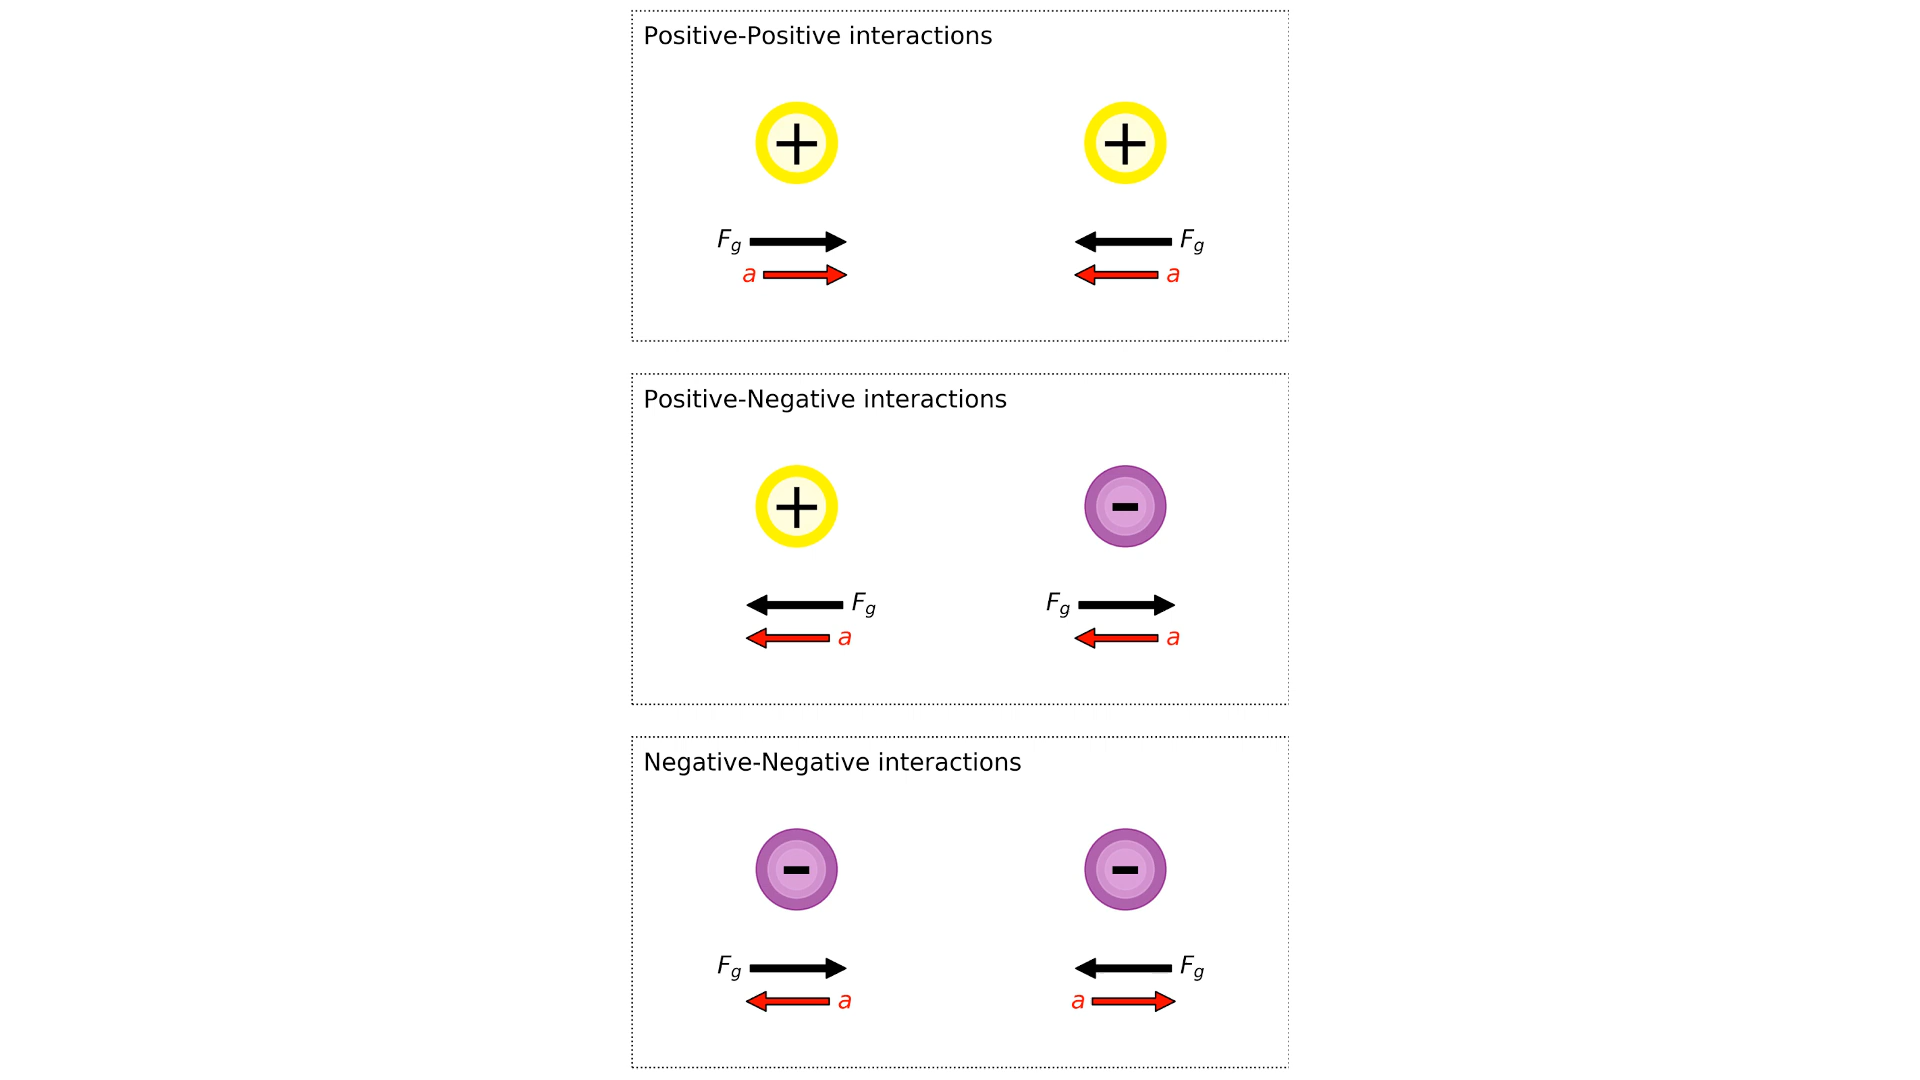 Positive-Positive interactions
+ +
Fg Fg
a a
Positive-Negative interactions
+ -
Fg Fg
a a
Negative-Negative interactions
- -
Fg Fg
a a